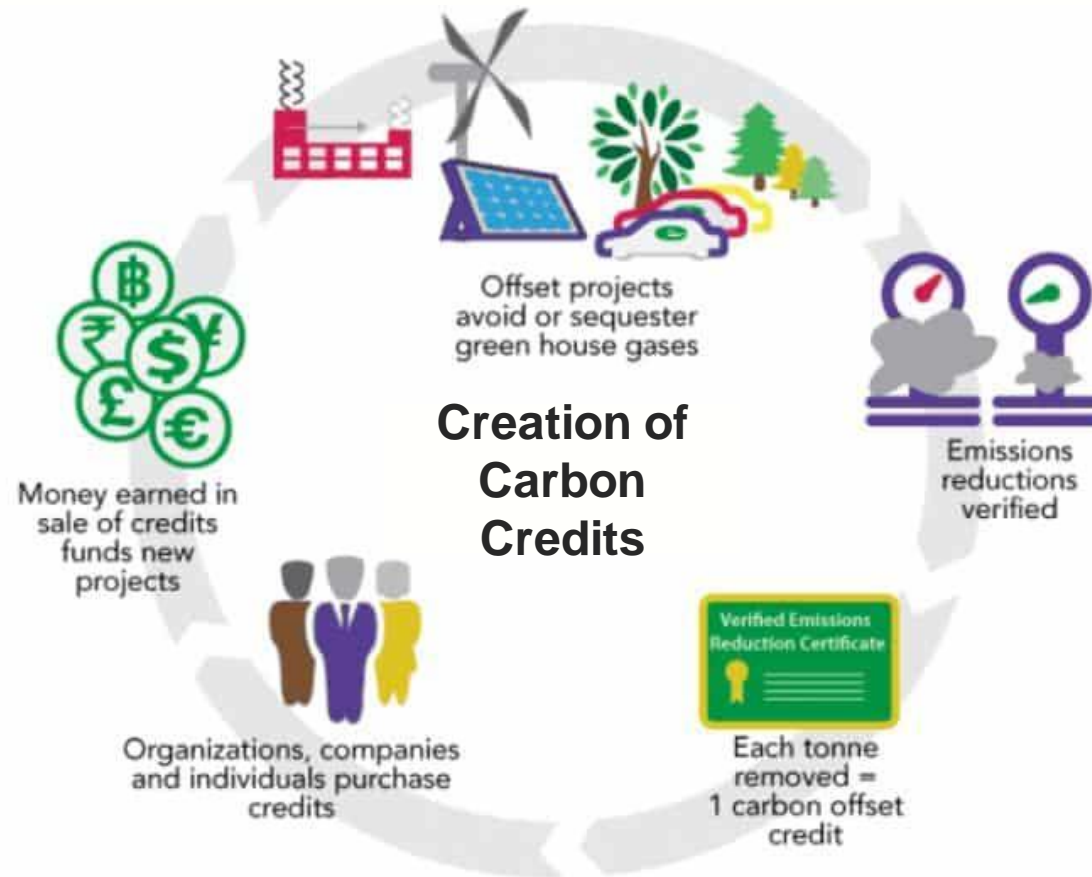 Offset projects
avoid or sequester
green house gases
Creation of
Carbon
Credits
Emissions
reductions
verified
Verified Emissions
Reduction Certificate
Each tonne
removed =
1 carbon offset
credit
Organizations, companies
and individuals purchase
credits
฿
₹
¥
$
£
€
Money earned in
sale of credits
funds new
projects